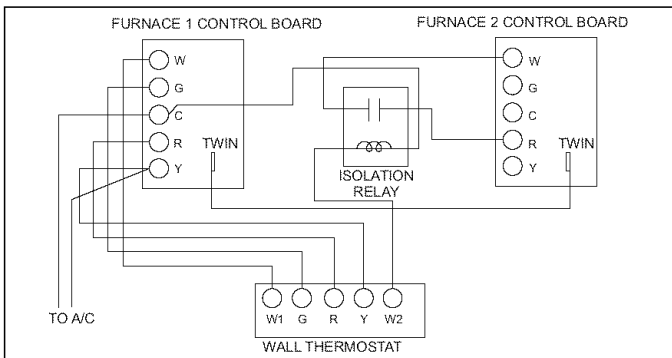 FURNACE 1 CONTROL BOARD
W
G
C
R
Y
TWIN
FURNACE 2 CONTROL BOARD
W
G
C
R
Y
TWIN
ISOLATION
RELAY
TO A/C
W1 G R Y W2
WALL THERMOSTAT